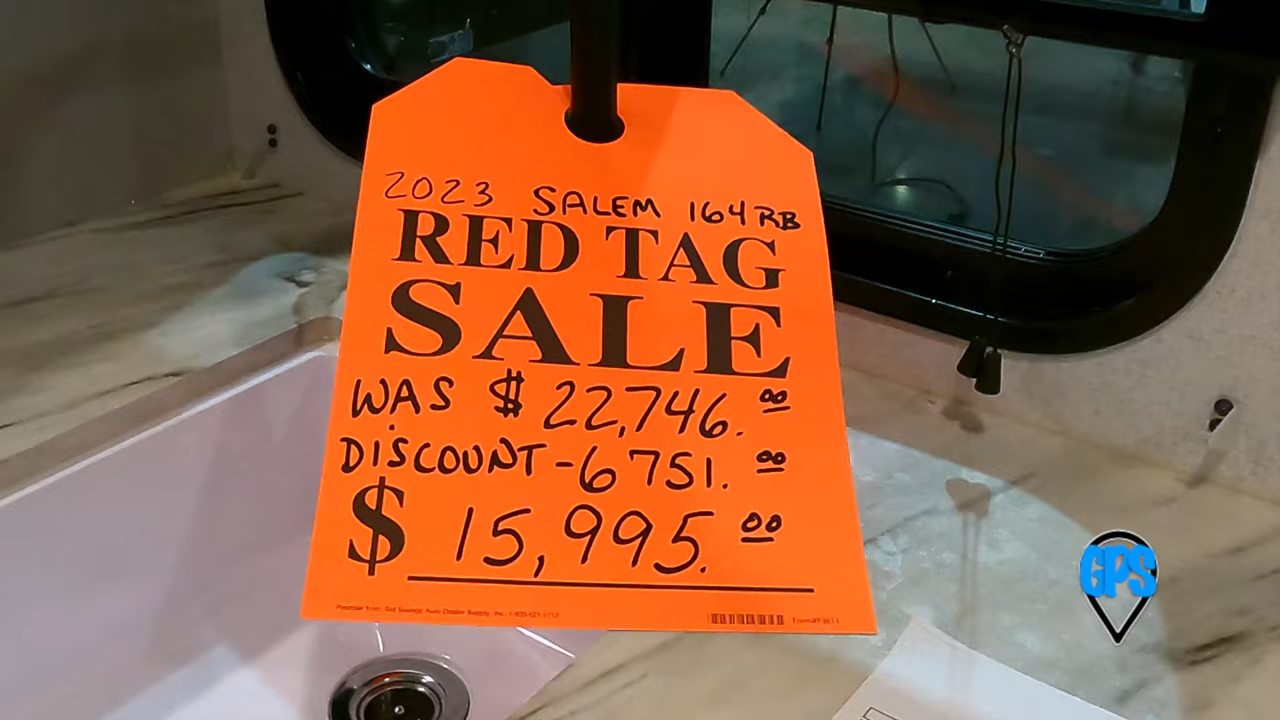 2023 SALEM 164RB
RED TAG
SALE
WAS $ 22,746.00
DISCOUNT -6751.00
$ 15,995.00
GPS